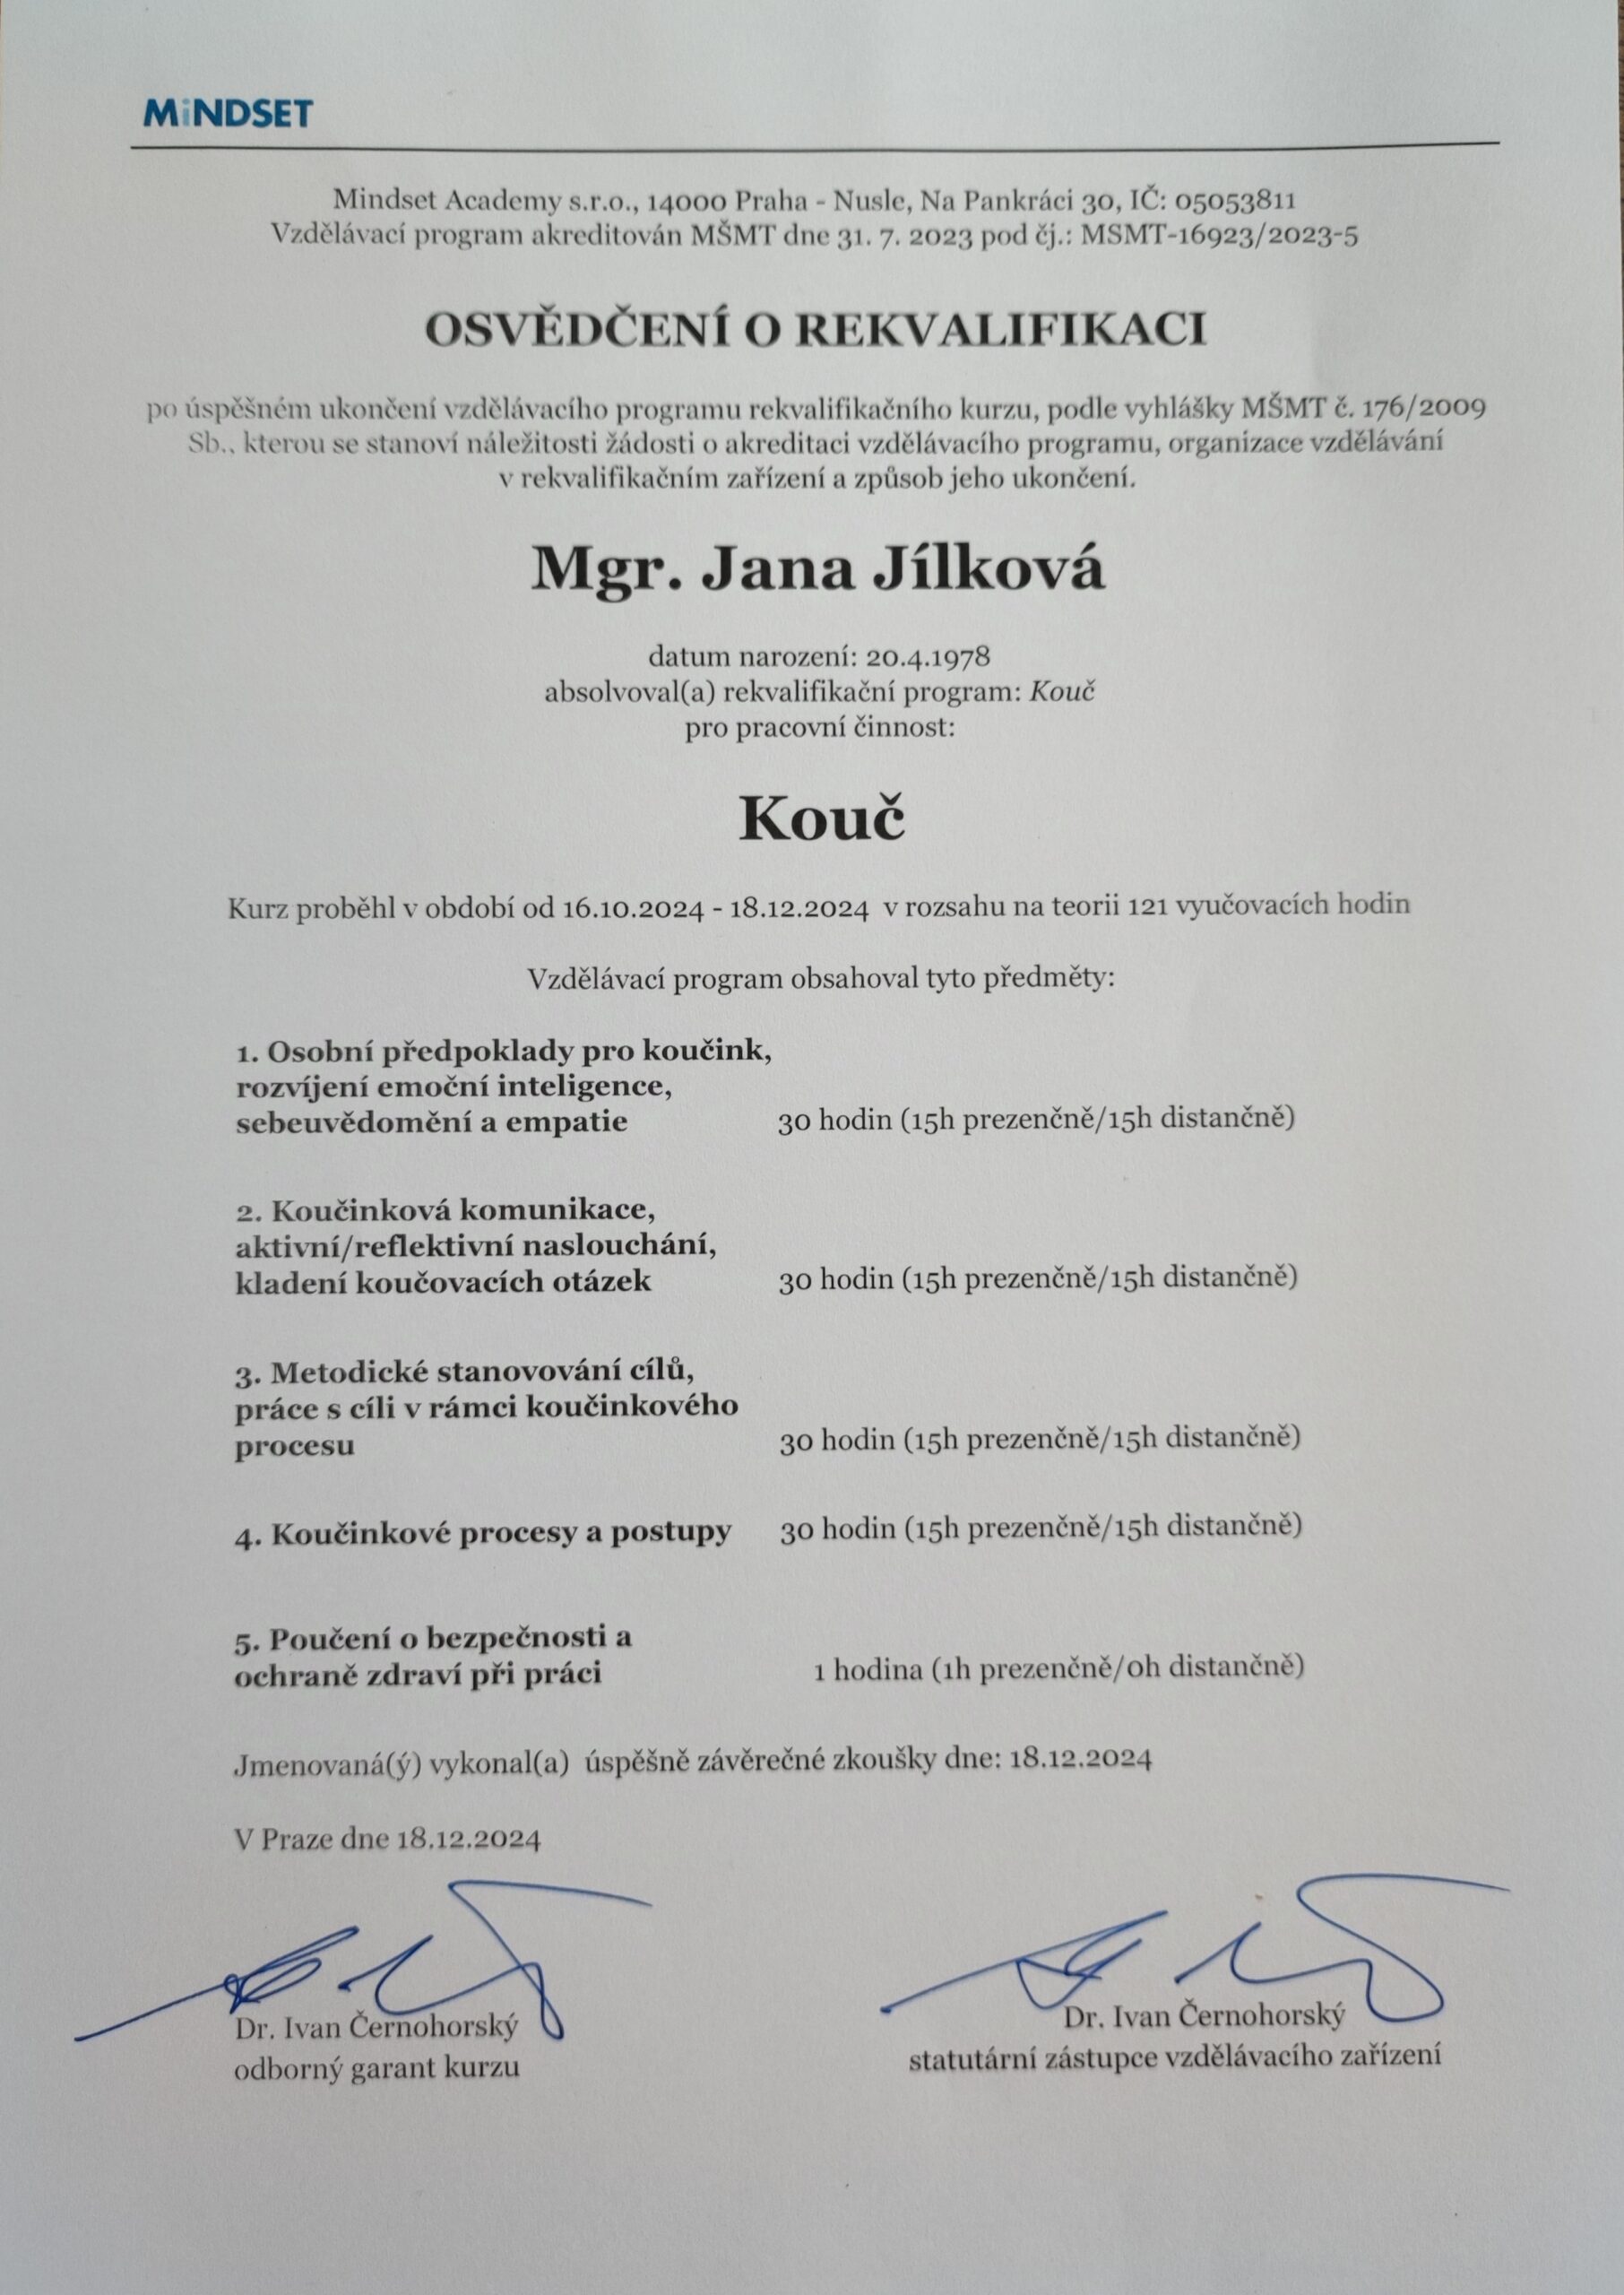 MiNDSET
Mindset Academy s.r.o., 14000 Praha - Nusle, Na Pankráci 30, IČ: 05053811
Vzdělávací program akreditován MŠMT dne 31. 7. 2023 pod čj.: MSMT-16923/2023-5
OSVĚDČENÍ O REKVALIFIKACI
po úspěšném ukončení vzdělávacího programu rekvalifikačního kurzu, podle vyhlášky MŠMT č. 176/2009
Sb., kterou se stanoví náležitosti žádosti o akreditaci vzdělávacího programu, organizace vzdělávání
v rekvalifikačním zařízení a způsob jeho ukončení.
Mgr. Jana Jílková
datum narození: 20.4.1978
absolvoval(a) rekvalifikační program: Kouč
pro pracovní činnost:
Kouč
Kurz proběhl v období od 16.10.2024 - 18.12.2024 v rozsahu na teorii 121 vyučovacích hodin
Vzdělávací program obsahoval tyto předměty:
1. Osobní předpoklady pro koučink,
rozvíjení emoční inteligence,
sebeuvědomění a empatie 30 hodin (15h prezenčně/15h distančně)
2. Koučinková komunikace,
aktivní/reflektivní naslouchání,
kladení koučovacích otázek 30 hodin (15h prezenčně/15h distančně)
3. Metodické stanovování cílů,
práce s cíli v rámci koučinkového
procesu 30 hodin (15h prezenčně/15h distančně)
4. Koučinkové procesy a postupy 30 hodin (15h prezenčně/15h distančně)
5. Poučení o bezpečnosti a
ochraně zdraví při práci 1 hodina (1h prezenčně/0h distančně)
Jmenovaná(ý) vykonal(a) úspěšně závěrečné zkoušky dne: 18.12.2024
V Praze dne 18.12.2024
Dr. Ivan Černohorský Dr. Ivan Černohorský
odborný garant kurzu statutární zástupce vzdělávacího zařízení